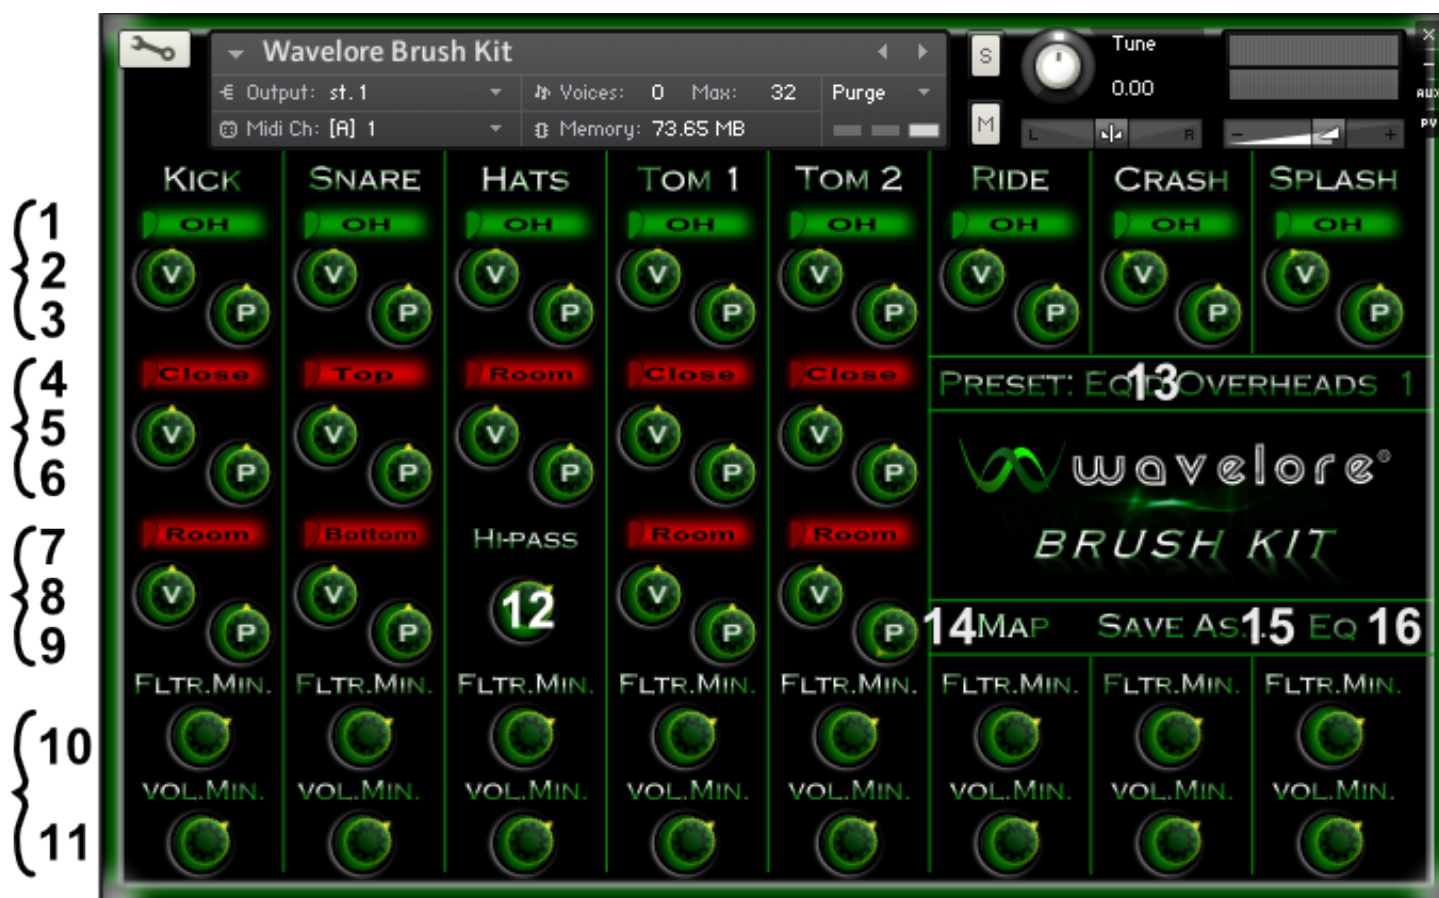 Wavelore Brush Kit
S
Tune
0.00
X
Output: st.1
Voices: 0 Max: 32
Purge
AUX
Midi Ch: [A] 1
Memory: 73.65 MB
M
L
R
-
+
PV
KICK SNARE HATS TOM 1 TOM 2 RIDE CRASH SPLASH
1 OH OH OH OH OH OH OH OH
2 V V V V V V V V
3 P P P P P P P P
4 Close Top Room Close Close
PRESET: EQ'D OVERHEADS 1
13
5 V V V V V
6 P P P P P
wavelore®
BRUSH KIT
7 Room Bottom HI-PASS Room Room
8 V V 12 V V
9 P P P P
14 MAP SAVE AS... 15 EQ 16
FLTR.MIN. FLTR.MIN. FLTR.MIN. FLTR.MIN. FLTR.MIN. FLTR.MIN. FLTR.MIN. FLTR.MIN.
10
VOL.MIN. VOL.MIN. VOL.MIN. VOL.MIN. VOL.MIN. VOL.MIN. VOL.MIN. VOL.MIN.
11